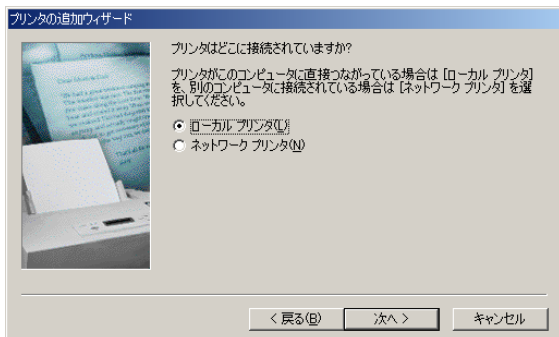 プリンタの追加ウィザード
プリンタはどこに接続されていますか?
プリンタがこのコンピュータに直接つながっている場合は [ローカル プリンタ]
を、別のコンピュータに接続されている場合は [ネットワーク プリンタ] を選
択してください。
ローカル プリンタ(L)
ネットワーク プリンタ(N)
< 戻る(B)
次へ >
キャンセル